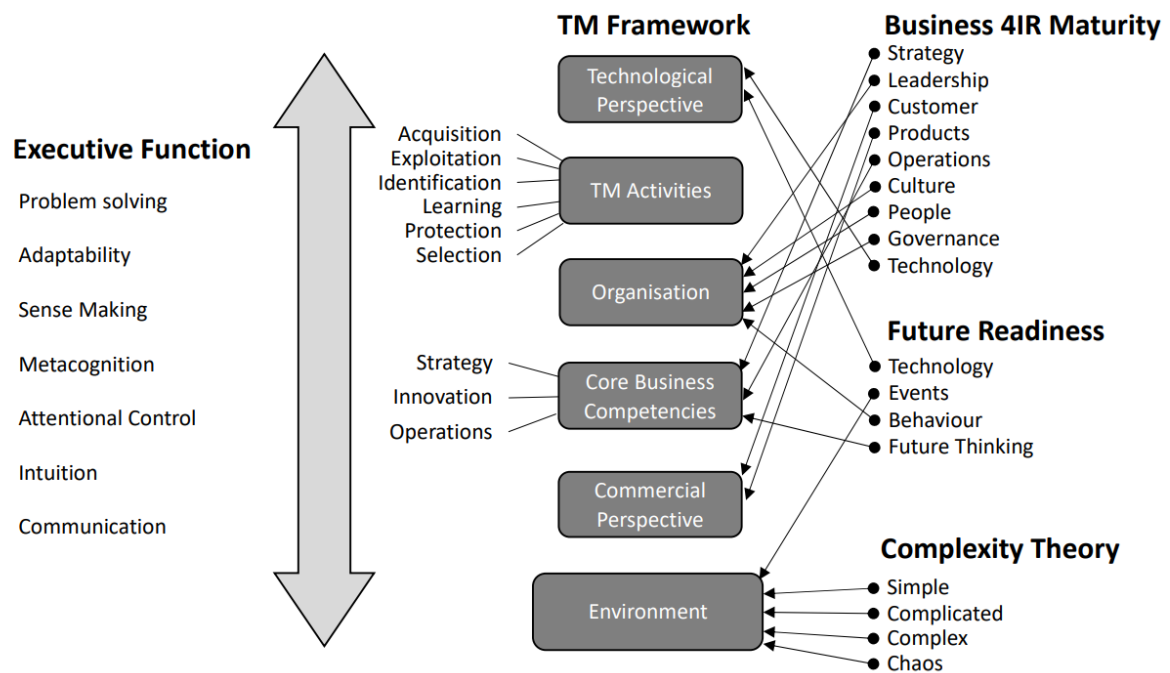 Executive Function
Problem solving
Adaptability
Sense Making
Metacognition
Attentional Control
Intuition
Communication
TM Framework
Technological
Perspective
Acquisition
Exploitation
Identification
Learning
Protection
Selection
TM Activities
Organisation
Strategy
Innovation
Operations
Core Business
Competencies
Commercial
Perspective
Environment
Business 4IR Maturity
Strategy
Leadership
Customer
Products
Operations
Culture
People
Governance
Technology
Future Readiness
Technology
Events
Behaviour
Future Thinking
Complexity Theory
Simple
Complicated
Complex
Chaos